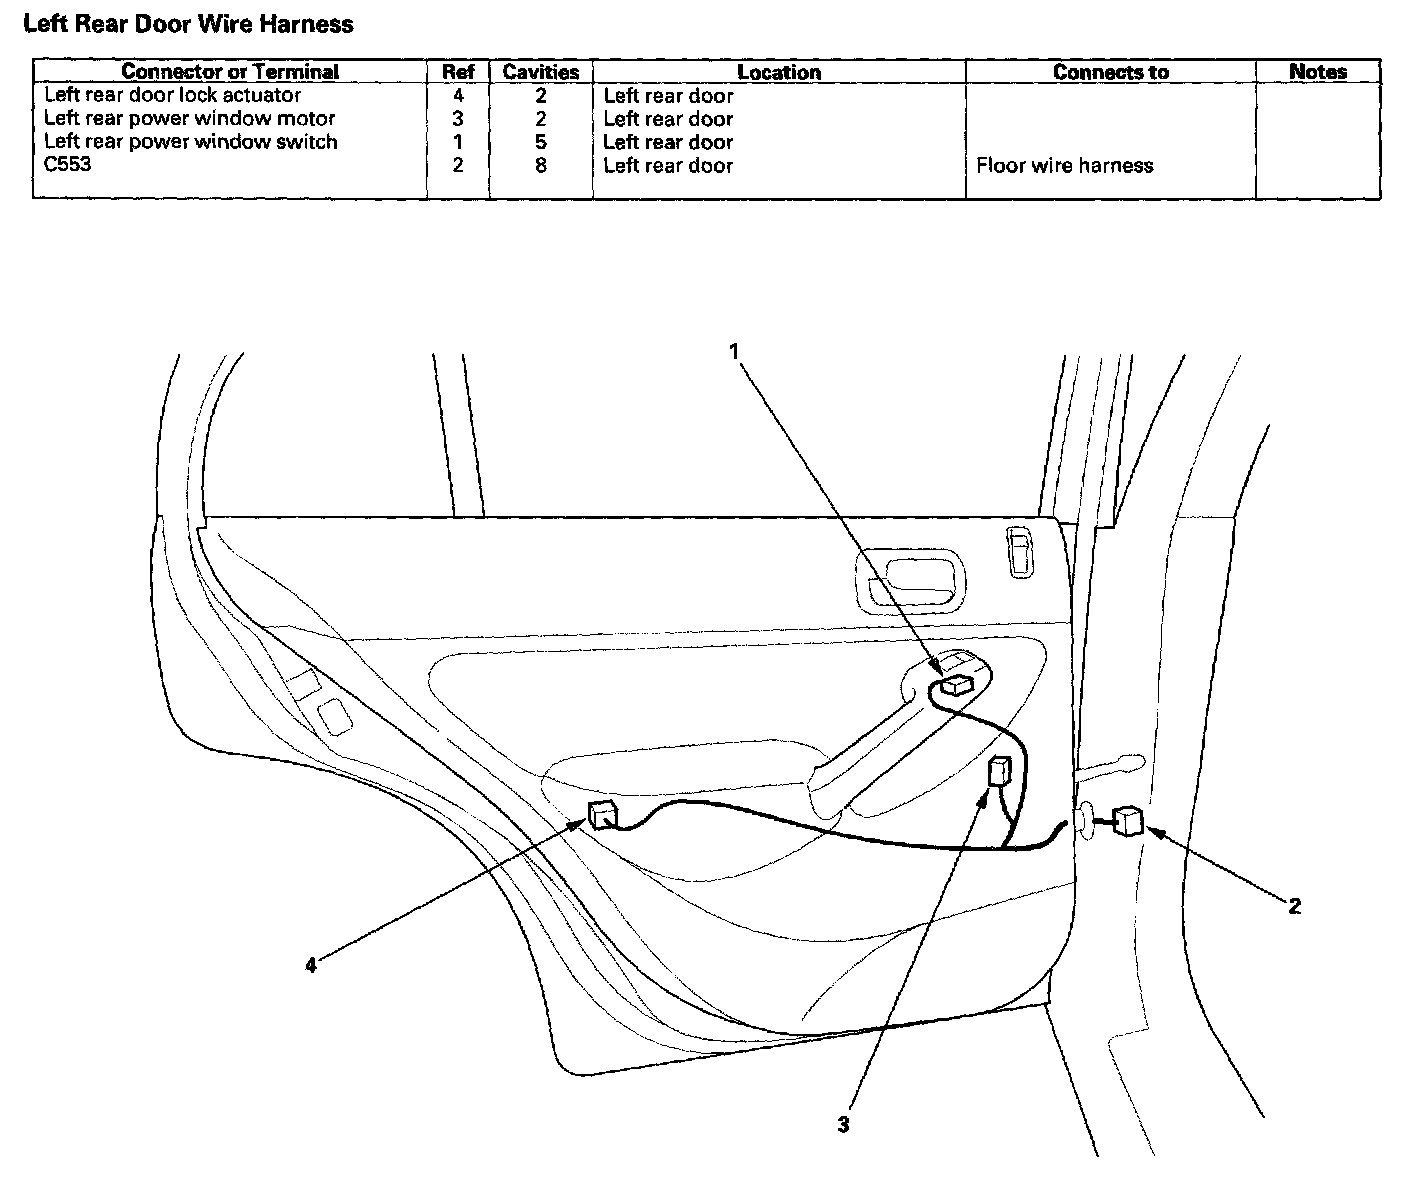 Left Rear Door Wire Harness
Connector or Terminal Ref Cavities Location Connects to Notes
Left rear door lock actuator 4 2 Left rear door
Left rear power window motor 3 2 Left rear door
Left rear power window switch 1 5 Left rear door
C553 2 8 Left rear door Floor wire harness
1
2
4
3